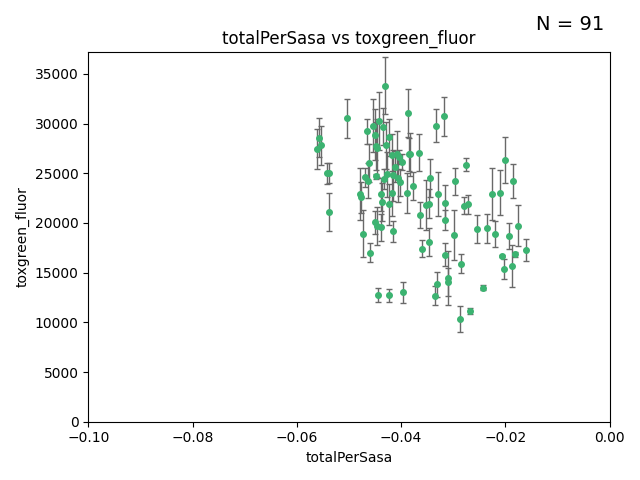 N = 91
totalPerSasa vs toxgreen_fluor
35000
30000
25000
20000
15000
10000
5000
0
toxgreen_fluor
−0.10 −0.08 −0.06 −0.04 −0.02 0.00
totalPerSasa